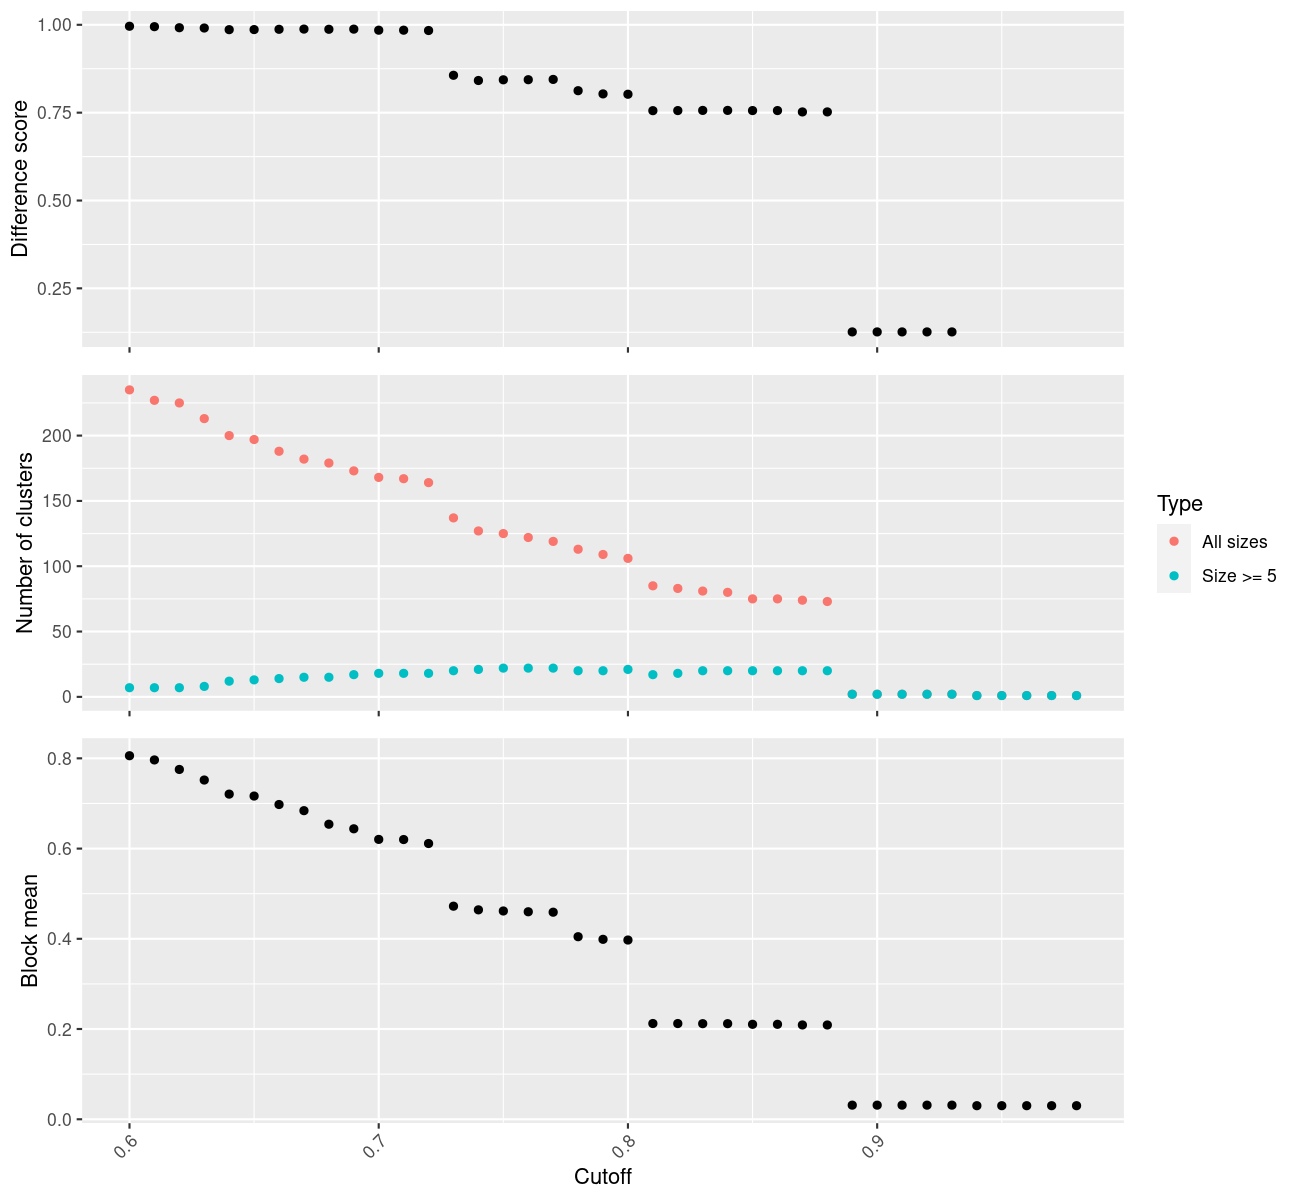 Difference score
1.00
0.75
0.50
0.25
Number of clusters
200
150
100
50
0
Type
All sizes
Size >= 5
Block mean
0.8
0.6
0.4
0.2
0.0
0.6 0.7 0.8 0.9
Cutoff